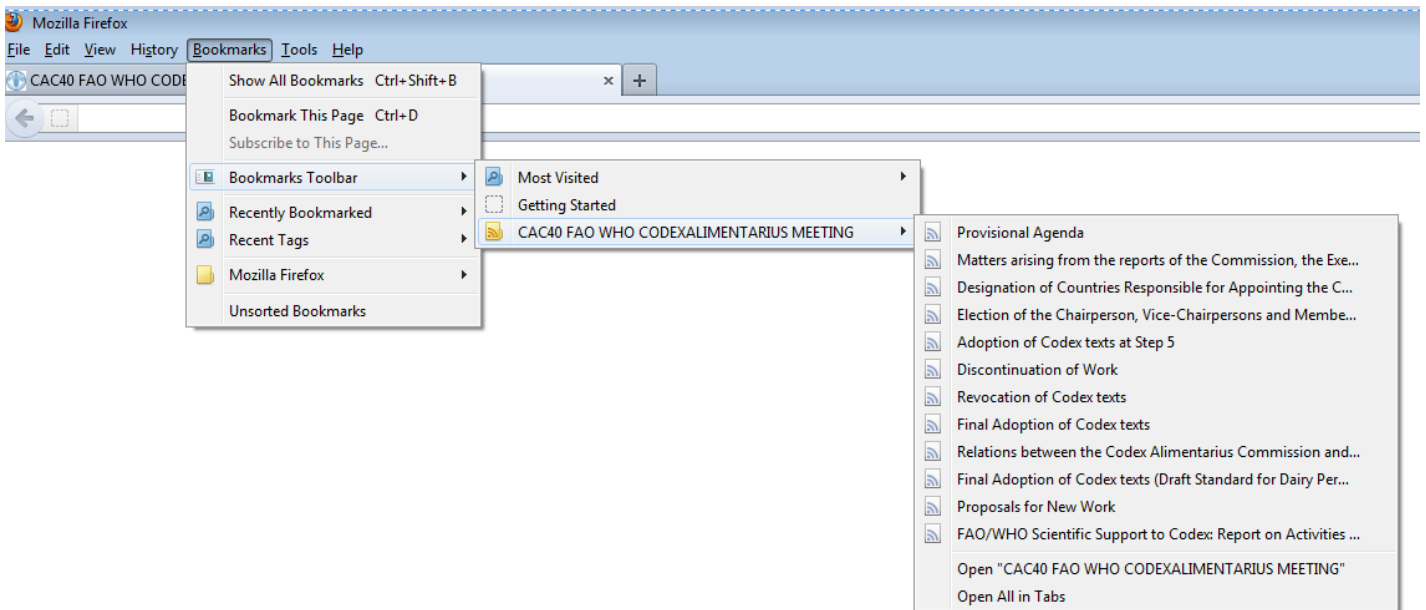 Mozilla Firefox
File Edit View History Bookmarks Tools Help
CAC40 FAO WHO CODE
Show All Bookmarks Ctrl+Shift+B
Bookmark This Page Ctrl+D
Subscribe to This Page...
Bookmarks Toolbar
Recently Bookmarked
Recent Tags
Mozilla Firefox
Unsorted Bookmarks
Most Visited
Getting Started
CAC40 FAO WHO CODEXALIMENTARIUS MEETING
Provisional Agenda
Matters arising from the reports of the Commission, the Exe...
Designation of Countries Responsible for Appointing the C...
Election of the Chairperson, Vice-Chairpersons and Membe...
Adoption of Codex texts at Step 5
Discontinuation of Work
Revocation of Codex texts
Final Adoption of Codex texts
Relations between the Codex Alimentarius Commission and...
Final Adoption of Codex texts (Draft Standard for Dairy Per...
Proposals for New Work
FAO/WHO Scientific Support to Codex: Report on Activities ...
Open "CAC40 FAO WHO CODEXALIMENTARIUS MEETING"
Open All in Tabs